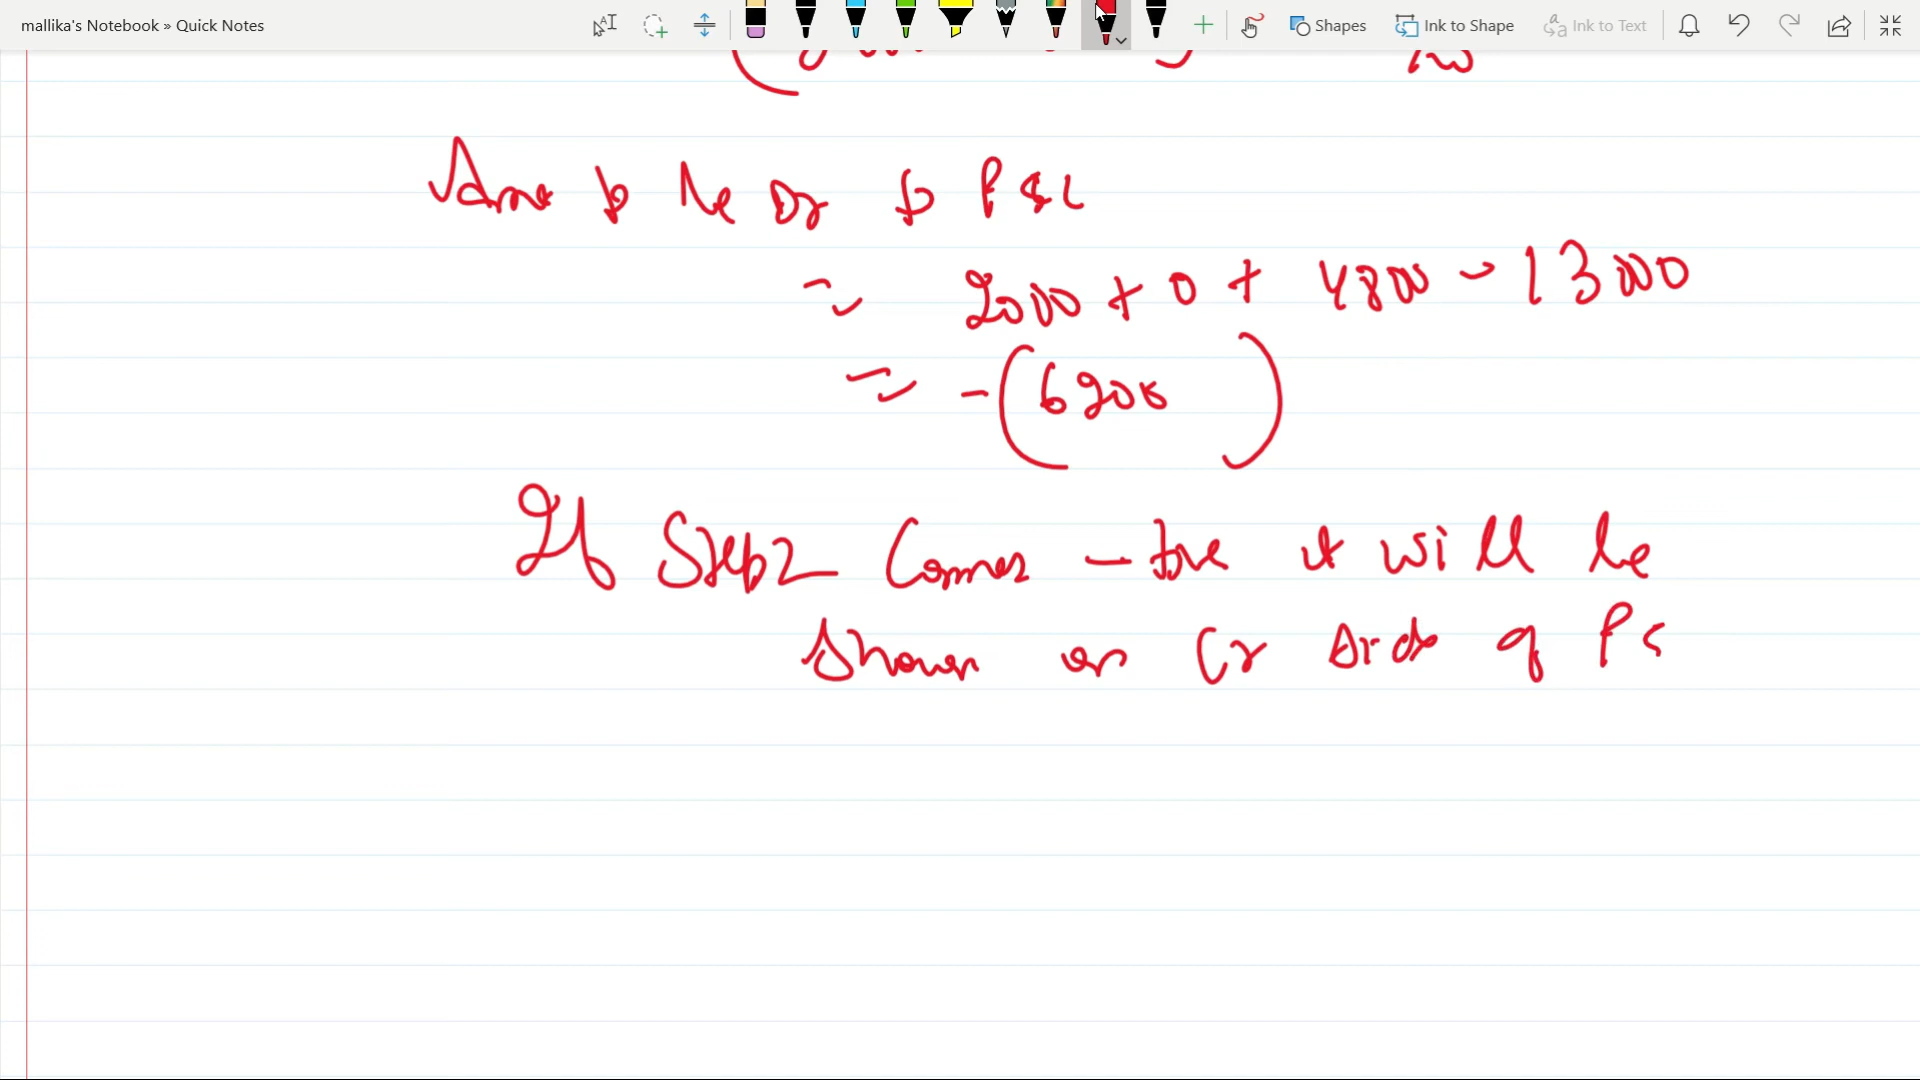 mallika's Notebook » Quick Notes Shapes Ink to Shape Ink to Text
Amt to be Dr to P&L
= 2000 + 0 + 4800 - 13000
= -(6200)
If Step2 Comes -tive it will be
shown on Cr side of P